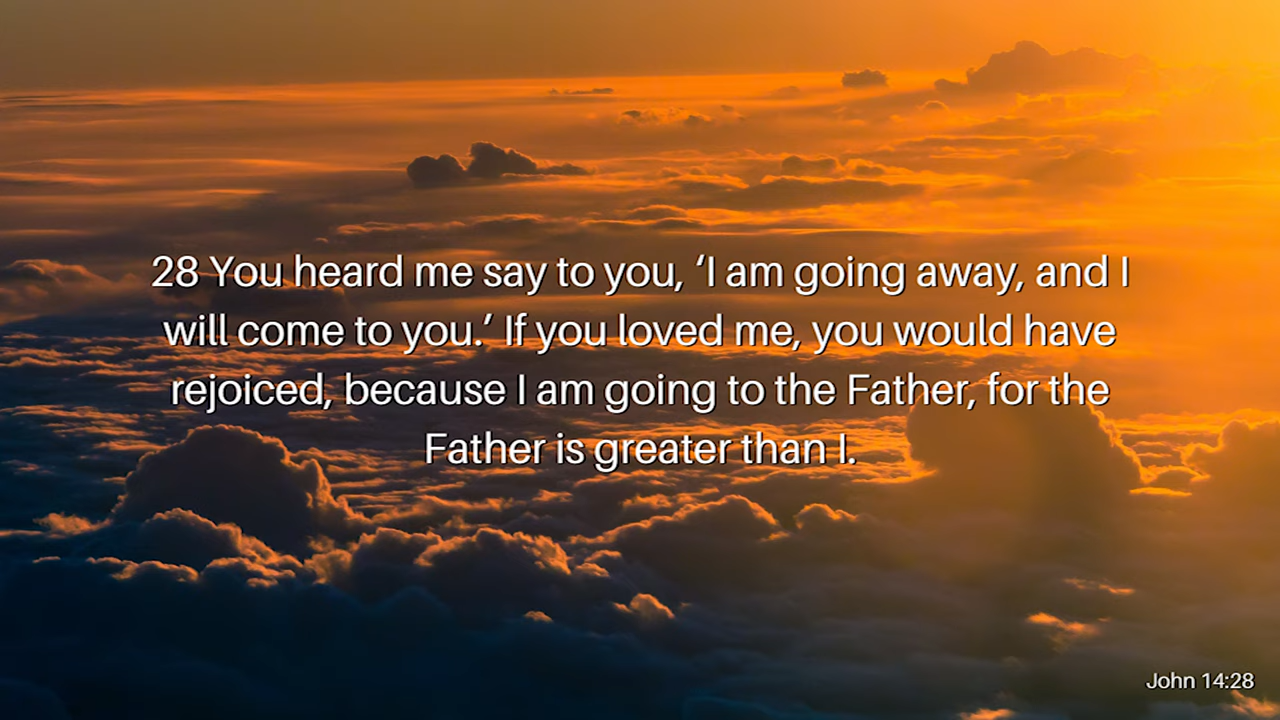 28 You heard me say to you, ‘I am going away, and I
will come to you.’ If you loved me, you would have
rejoiced, because I am going to the Father, for the
Father is greater than I.
John 14:28